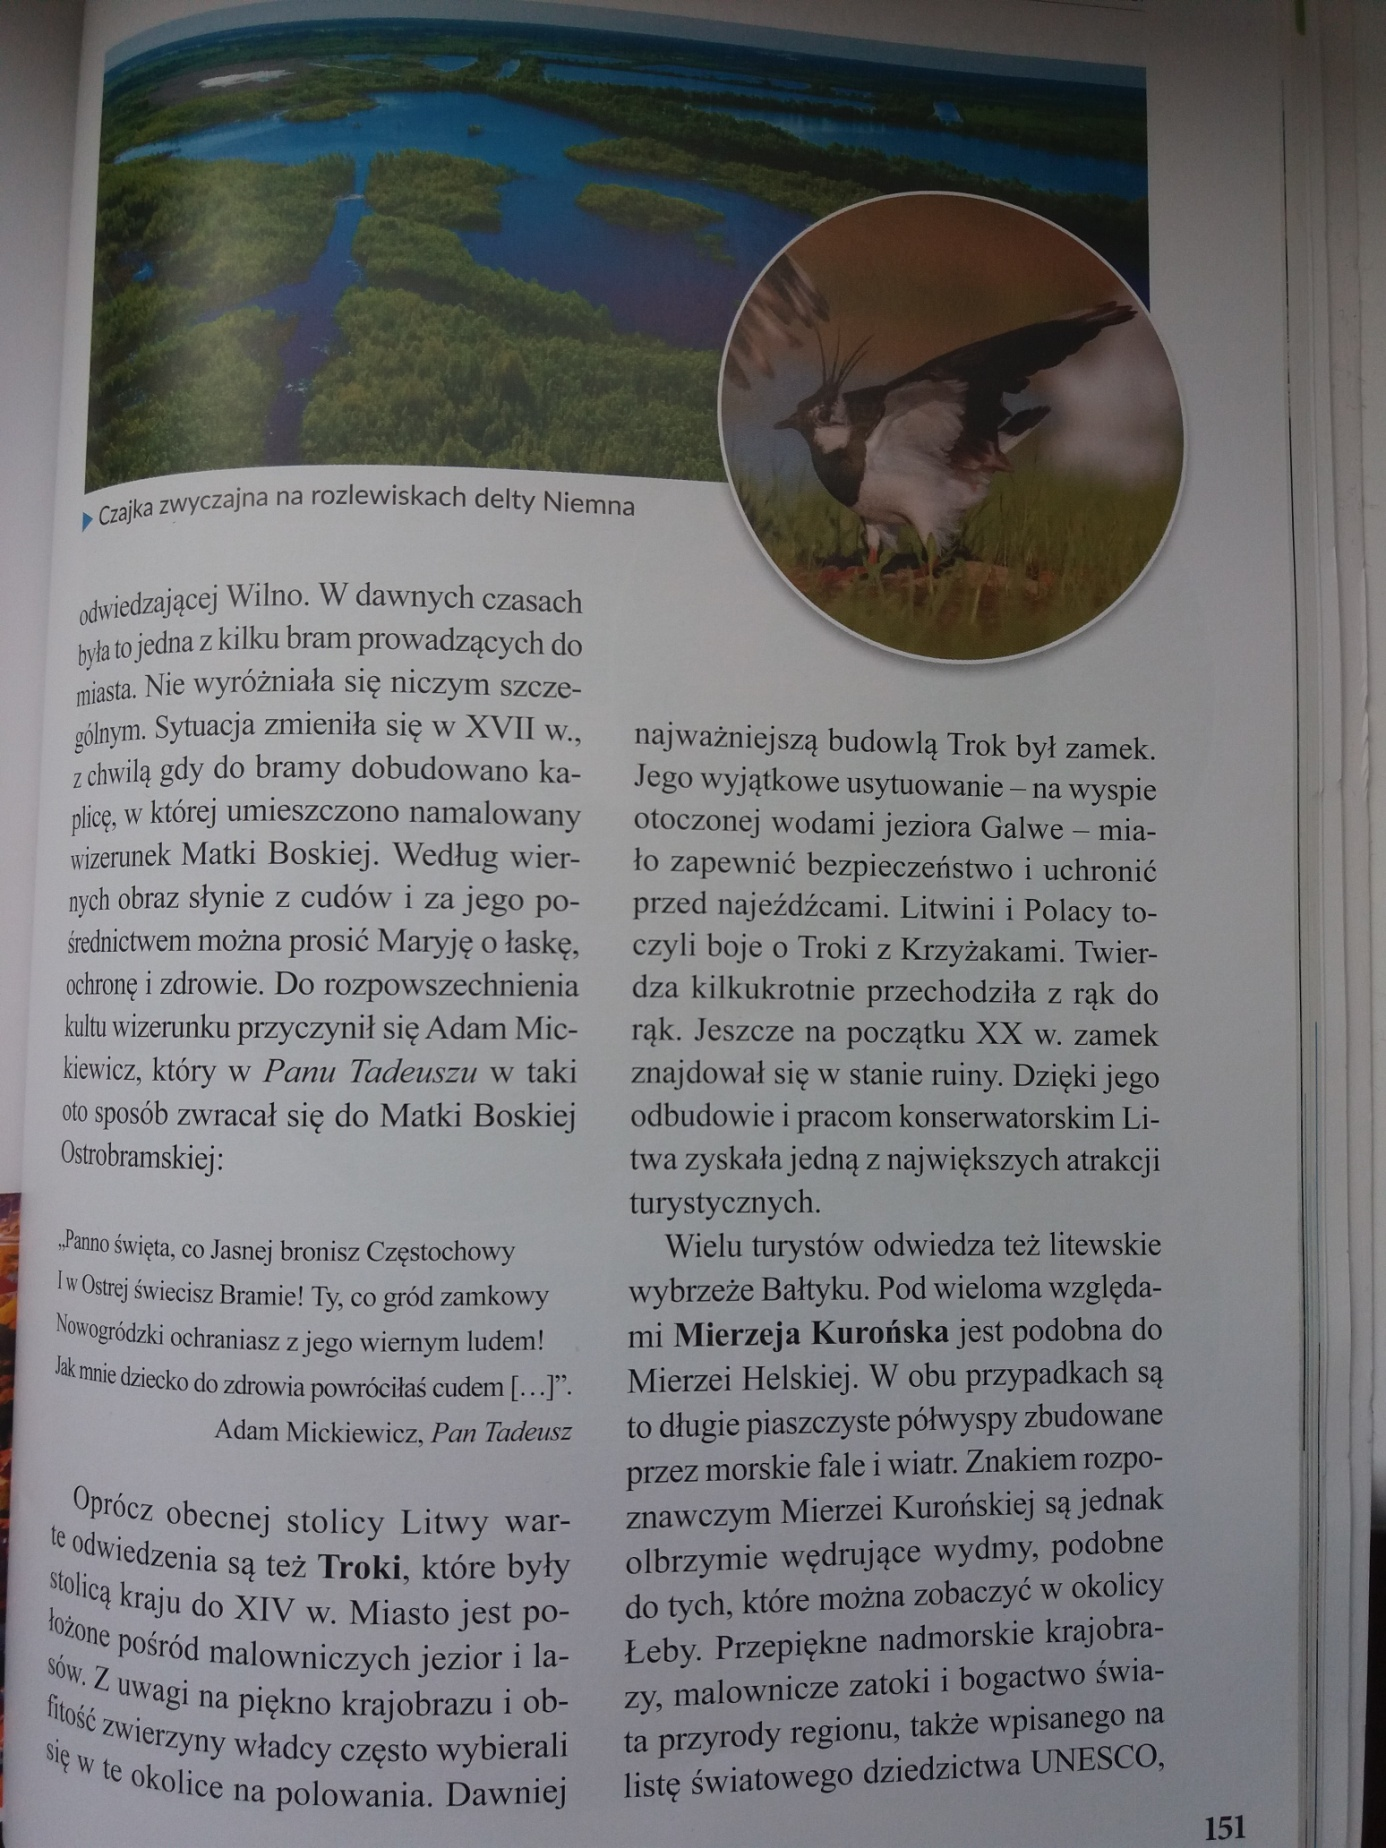 Czajka zwyczajna na rozlewiskach delty Niemna
odwiedzającej Wilno. W dawnych czasach
była to jedna z kilku bram prowadzących do
miasta. Nie wyróżniała się niczym szcze-
gólnym. Sytuacja zmieniła się w XVII w.,
z chwilą gdy do bramy dobudowano ka-
plicę, w której umieszczono namalowany
wizerunek Matki Boskiej. Według wier-
nych obraz słynie z cudów i za jego po-
średnictwem można prosić Maryję o łaskę,
ochronę i zdrowie. Do rozpowszechnienia
kultu wizerunku przyczynił się Adam Mic-
kiewicz, który w Panu Tadeuszu w taki
oto sposób zwracał się do Matki Boskiej
Ostrobramskiej:
„Panno święta, co Jasnej bronisz Częstochowy
I w Ostrej świecisz Bramie! Ty, co gród zamkowy
Nowogródzki ochraniasz z jego wiernym ludem!
Jak mnie dziecko do zdrowia powróciłaś cudem […]”.
Adam Mickiewicz, Pan Tadeusz
Oprócz obecnej stolicy Litwy war-
te odwiedzenia są też Troki, które były
stolicą kraju do XIV w. Miasto jest po-
łożone pośród malowniczych jezior i la-
sów. Z uwagi na piękno krajobrazu i ob-
fitość zwierzyny władcy często wybierali
się w te okolice na polowania. Dawniej
najważniejszą budowlą Trok był zamek.
Jego wyjątkowe usytuowanie – na wyspie
otoczonej wodami jeziora Galwe – mia-
ło zapewnić bezpieczeństwo i uchronić
przed najeźdźcami. Litwini i Polacy to-
czyli boje o Troki z Krzyżakami. Twier-
dza kilkukrotnie przechodziła z rąk do
rąk. Jeszcze na początku XX w. zamek
znajdował się w stanie ruiny. Dzięki jego
odbudowie i pracom konserwatorskim Li-
twa zyskała jedną z największych atrakcji
turystycznych.
Wielu turystów odwiedza też litewskie
wybrzeże Bałtyku. Pod wieloma względa-
mi Mierzeja Kurońska jest podobna do
Mierzei Helskiej. W obu przypadkach są
to długie piaszczyste półwyspy zbudowane
przez morskie fale i wiatr. Znakiem rozpo-
znawczym Mierzei Kurońskiej są jednak
olbrzymie wędrujące wydmy, podobne
do tych, które można zobaczyć w okolicy
Łeby. Przepiękne nadmorskie krajobra-
zy, malownicze zatoki i bogactwo świa-
ta przyrody regionu, także wpisanego na
listę światowego dziedzictwa UNESCO,
151